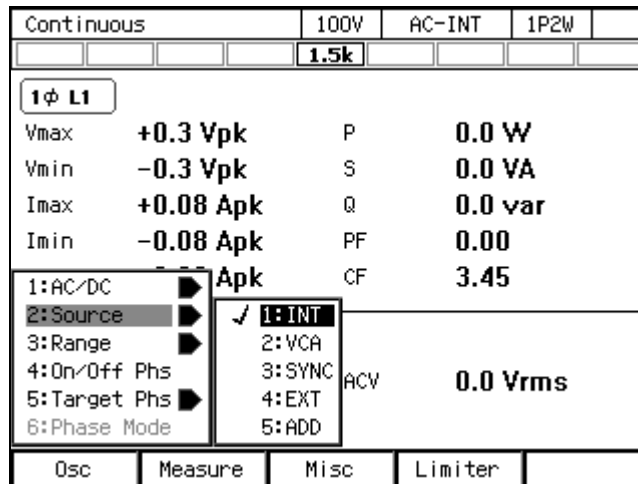 Continuous 100V AC-INT 1P2W
1.5k
1ϕ L1
Vmax +0.3 Vpk P 0.0 W
Vmin -0.3 Vpk S 0.0 VA
Imax +0.08 Apk Q 0.0 var
Imin -0.08 Apk PF 0.00
Apk CF 3.45
1:AC/DC
2:Source 1:INT
3:Range 2:VCA
4:On/Off Phs 3:SYNC ACV 0.0 Vrms
5:Target Phs 4:EXT
6:Phase Mode 5:ADD
Osc Measure Misc Limiter